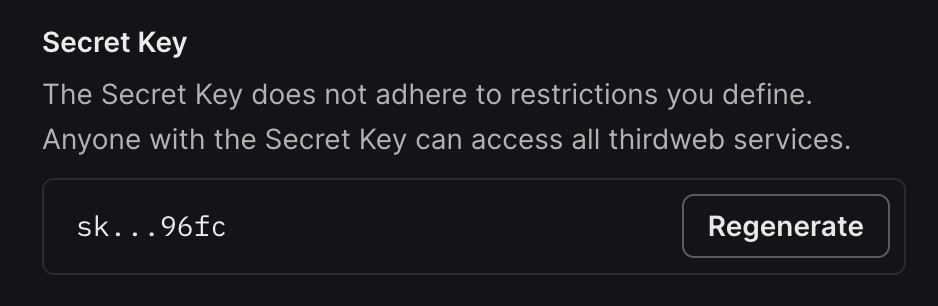 Secret Key
The Secret Key does not adhere to restrictions you define.
Anyone with the Secret Key can access all thirdweb services.
sk...96fc
Regenerate